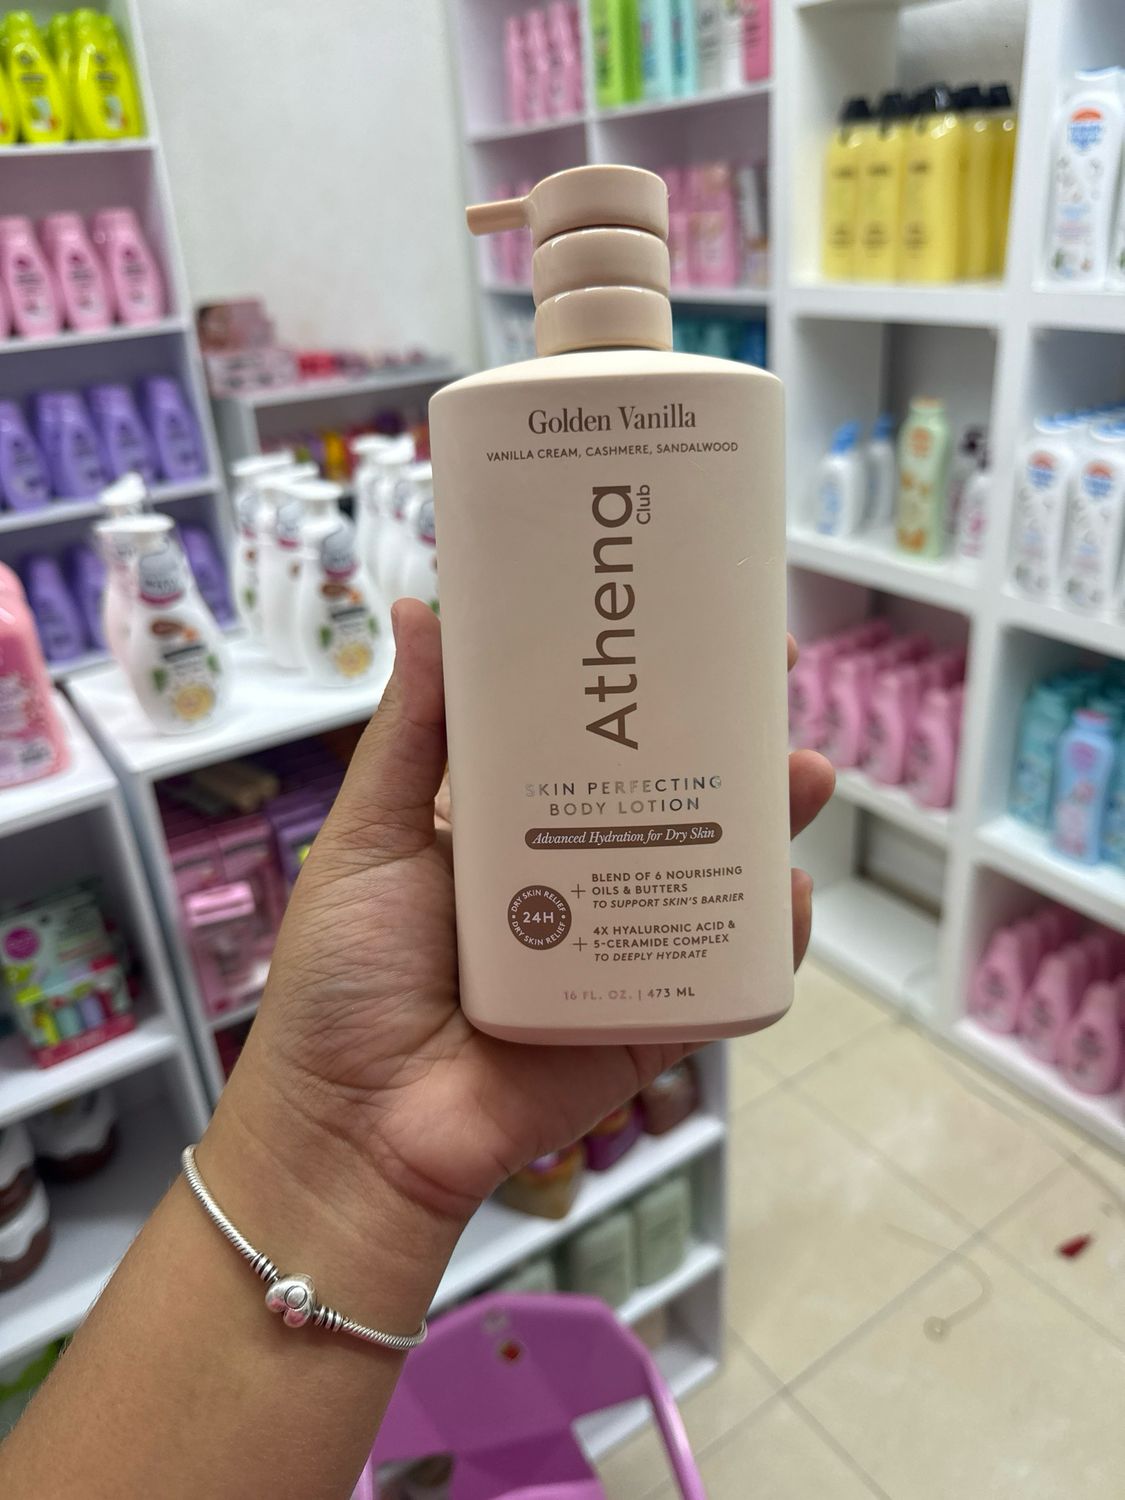 Golden Vanilla
VANILLA CREAM, CASHMERE, SANDALWOOD
Athena
Club
SKIN PERFECTING
BODY LOTION
Advanced Hydration for Dry Skin
DRY SKIN RELIEF
24H
DRY SKIN RELIEF
+ BLEND OF 6 NOURISHING
OILS & BUTTERS
TO SUPPORT SKIN'S BARRIER
+ 4X HYALURONIC ACID &
5-CERAMIDE COMPLEX
TO DEEPLY HYDRATE
16 FL. OZ. | 473 ML